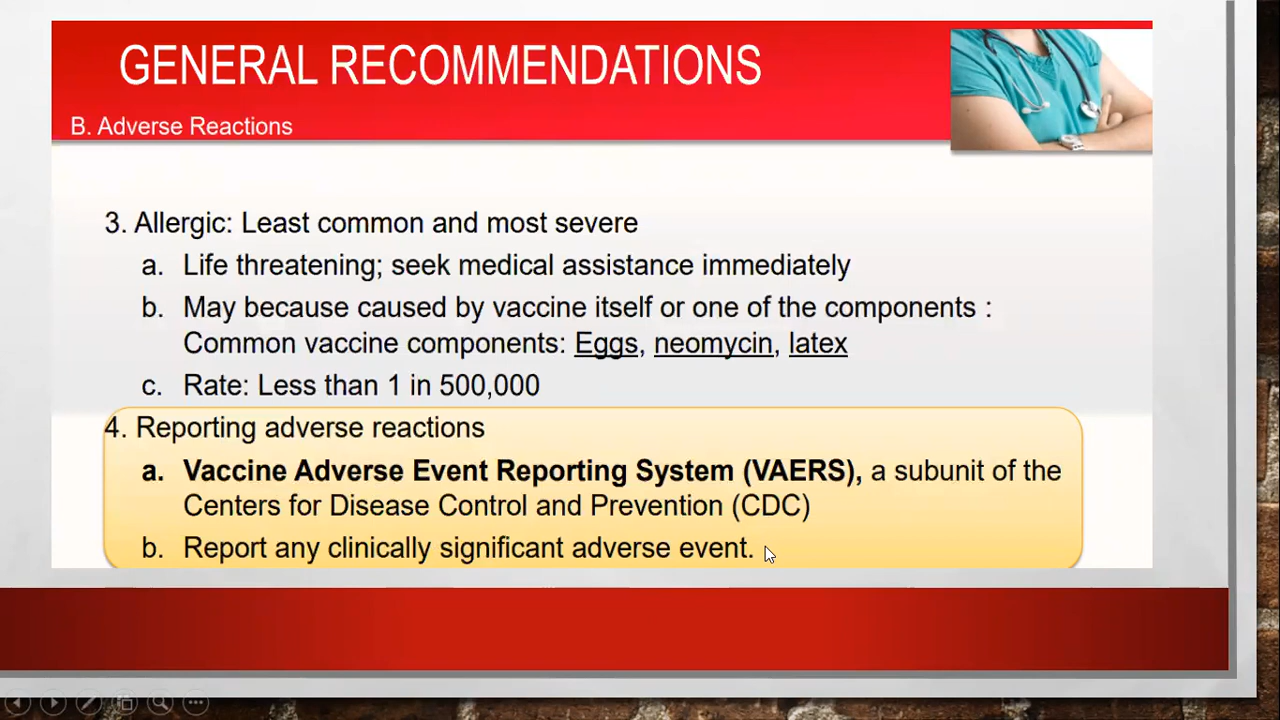 GENERAL RECOMMENDATIONS
B. Adverse Reactions
3. Allergic: Least common and most severe
a. Life threatening; seek medical assistance immediately
b. May because caused by vaccine itself or one of the components :
Common vaccine components: Eggs, neomycin, latex
c. Rate: Less than 1 in 500,000
4. Reporting adverse reactions
a. Vaccine Adverse Event Reporting System (VAERS), a subunit of the
Centers for Disease Control and Prevention (CDC)
b. Report any clinically significant adverse event.